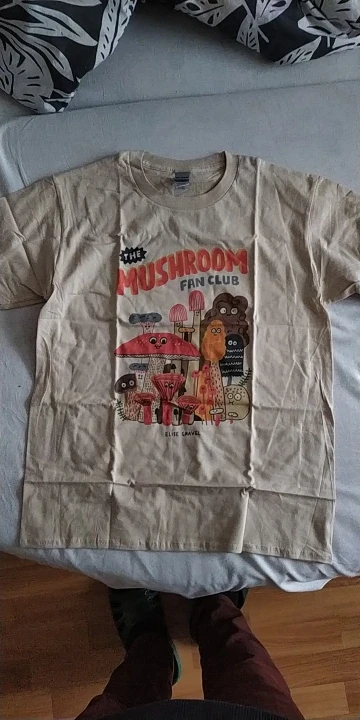 THE
MUSHROOM
FAN CLUB
ELISE GRAVEL